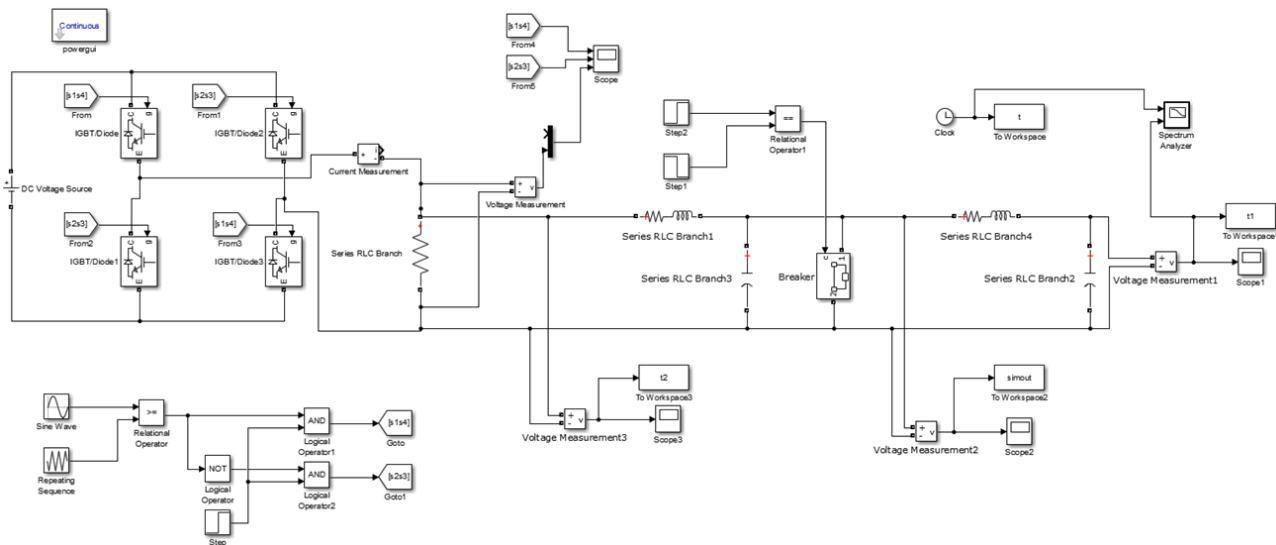 Continuous
powergui
[s1s4]
From4
[s2s3]
From5
Scope
[s1s4]
From
C
g
IGBT/Diode
E
[s2s3]
From1
C
g
IGBT/Diode2
E
Step2
==
Relational
Operator1
Step1
Clock
t
To Workspace
Spectrum
Analyzer
DC Voltage Source
+
-
i
Current Measurement
+
-
v
Voltage Measurement
[s2s3]
From2
C
g
IGBT/Diode1
E
[s1s4]
From3
C
g
IGBT/Diode3
E
Series RLC Branch
Series RLC Branch1
Series RLC Branch3
Breaker
c
1
2
Series RLC Branch4
Series RLC Branch2
t1
To Workspace
+
-
v
Voltage Measurement1
Scope1
t2
To Workspace3
+
-
v
Voltage Measurement3
Scope3
simout
To Workspace2
+
-
v
Voltage Measurement2
Scope2
Sine Wave
>=
Relational
Operator
AND
Logical
Operator1
[s1s4]
Goto
Repeating
Sequence
NOT
Logical
Operator
AND
Logical
Operator2
[s2s3]
Goto1
Step